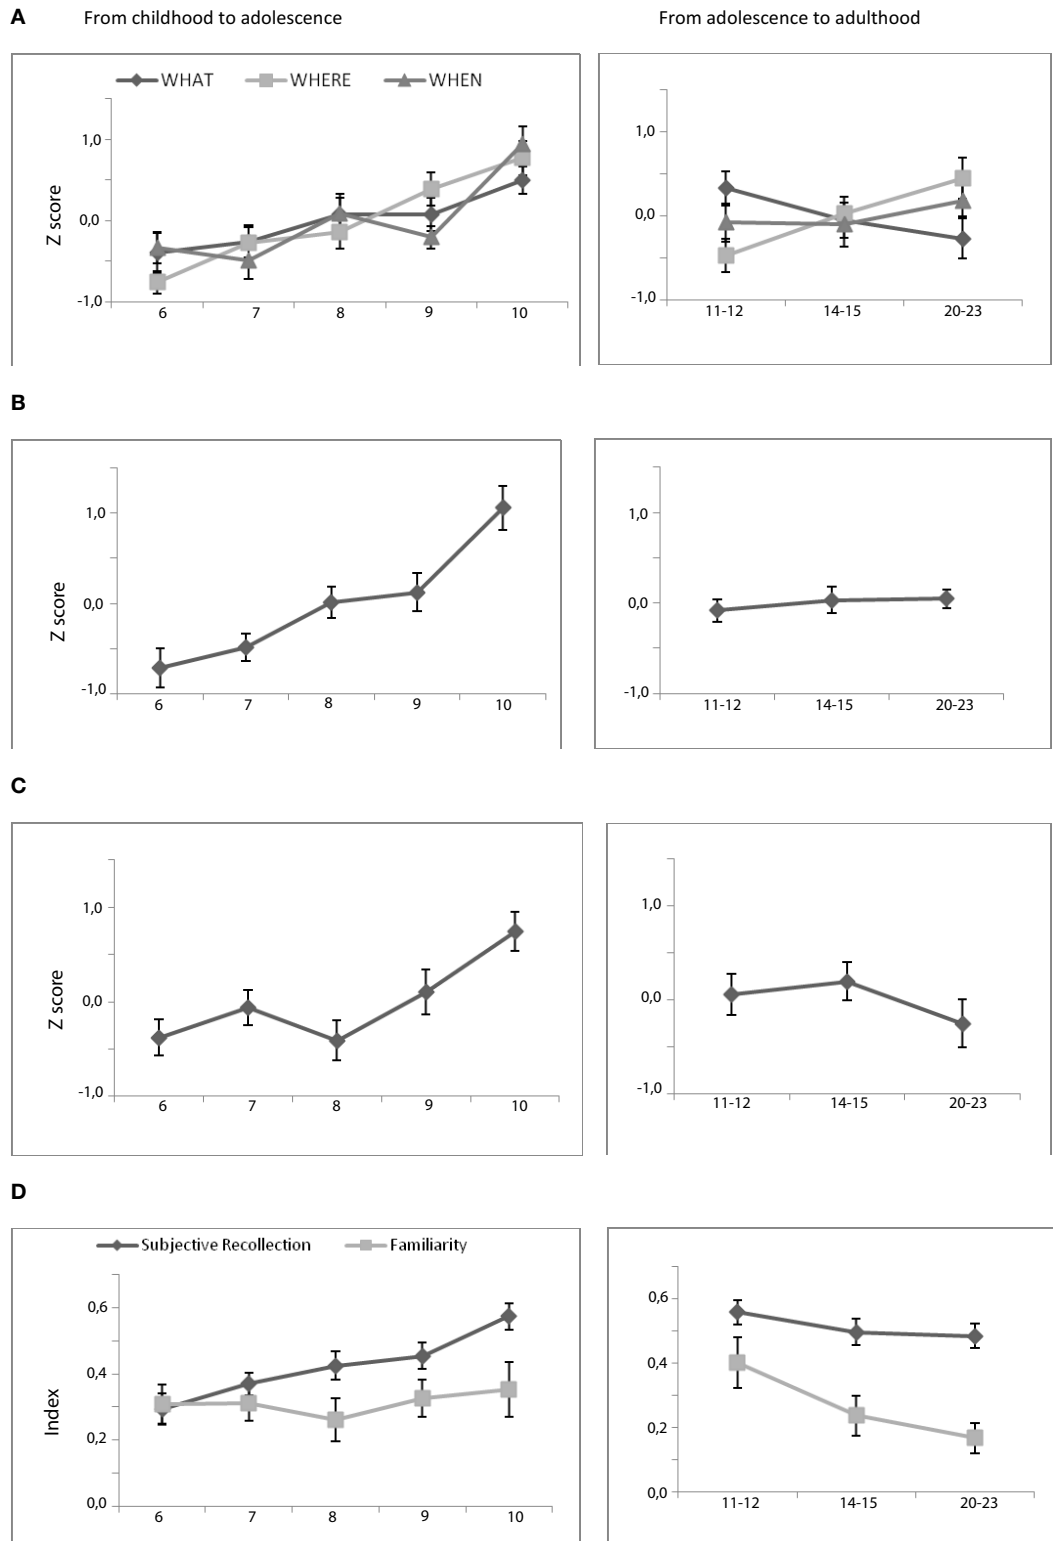 A
From childhood to adolescence
From adolescence to adulthood
WHAT WHERE WHEN
Z score
1,0
0,0
-1,0
6 7 8 9 10
1,0
0,0
-1,0
11-12 14-15 20-23
B
Z score
1,0
0,0
-1,0
6 7 8 9 10
1,0
0,0
-1,0
11-12 14-15 20-23
C
Z score
1,0
0,0
-1,0
6 7 8 9 10
1,0
0,0
-1,0
11-12 14-15 20-23
D
Subjective Recollection Familiarity
Index
0,6
0,4
0,2
0,0
6 7 8 9 10
0,6
0,4
0,2
0,0
11-12 14-15 20-23